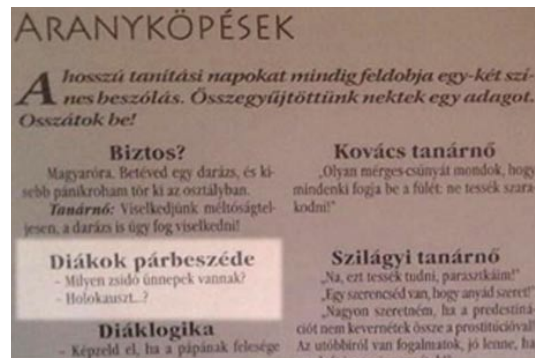 ARANYKÖPÉSEK
A hosszú tanítási napokat mindig feldobja egy-két szí-
nes beszólás. Összegyűjtöttünk nektek egy adagot.
Osszátok be!
Biztos?
Magyaróra. Betéved egy darázs, és ki-
sebb pánikroham tör ki az osztályban.
Tanárnő: Viselkedjünk méltóságtel-
jesen, a darázs is úgy fog viselkedni!
Diákok párbeszéde
- Milyen zsidó ünnepek vannak?
- Holokauszt..?
Diáklogika
- Képzeld el, ha a pápának felesége
Kovács tanárnő
„Olyan mérges-csúnyát mondok, hogy
mindenki fogja be a fülét: ne tessék szara-
kodni!"
Szilágyi tanárnő
„Na, ezt tessék tudni, parasztkáim!"
„Egy szerencséd van, hogy anyád szeret!"
„Nagyon szeretném, ha a predestiná-
ciót nem kevernétek össze a prostitúcióval!
Az utóbbiról van fogalmatok, jó lenne, ha